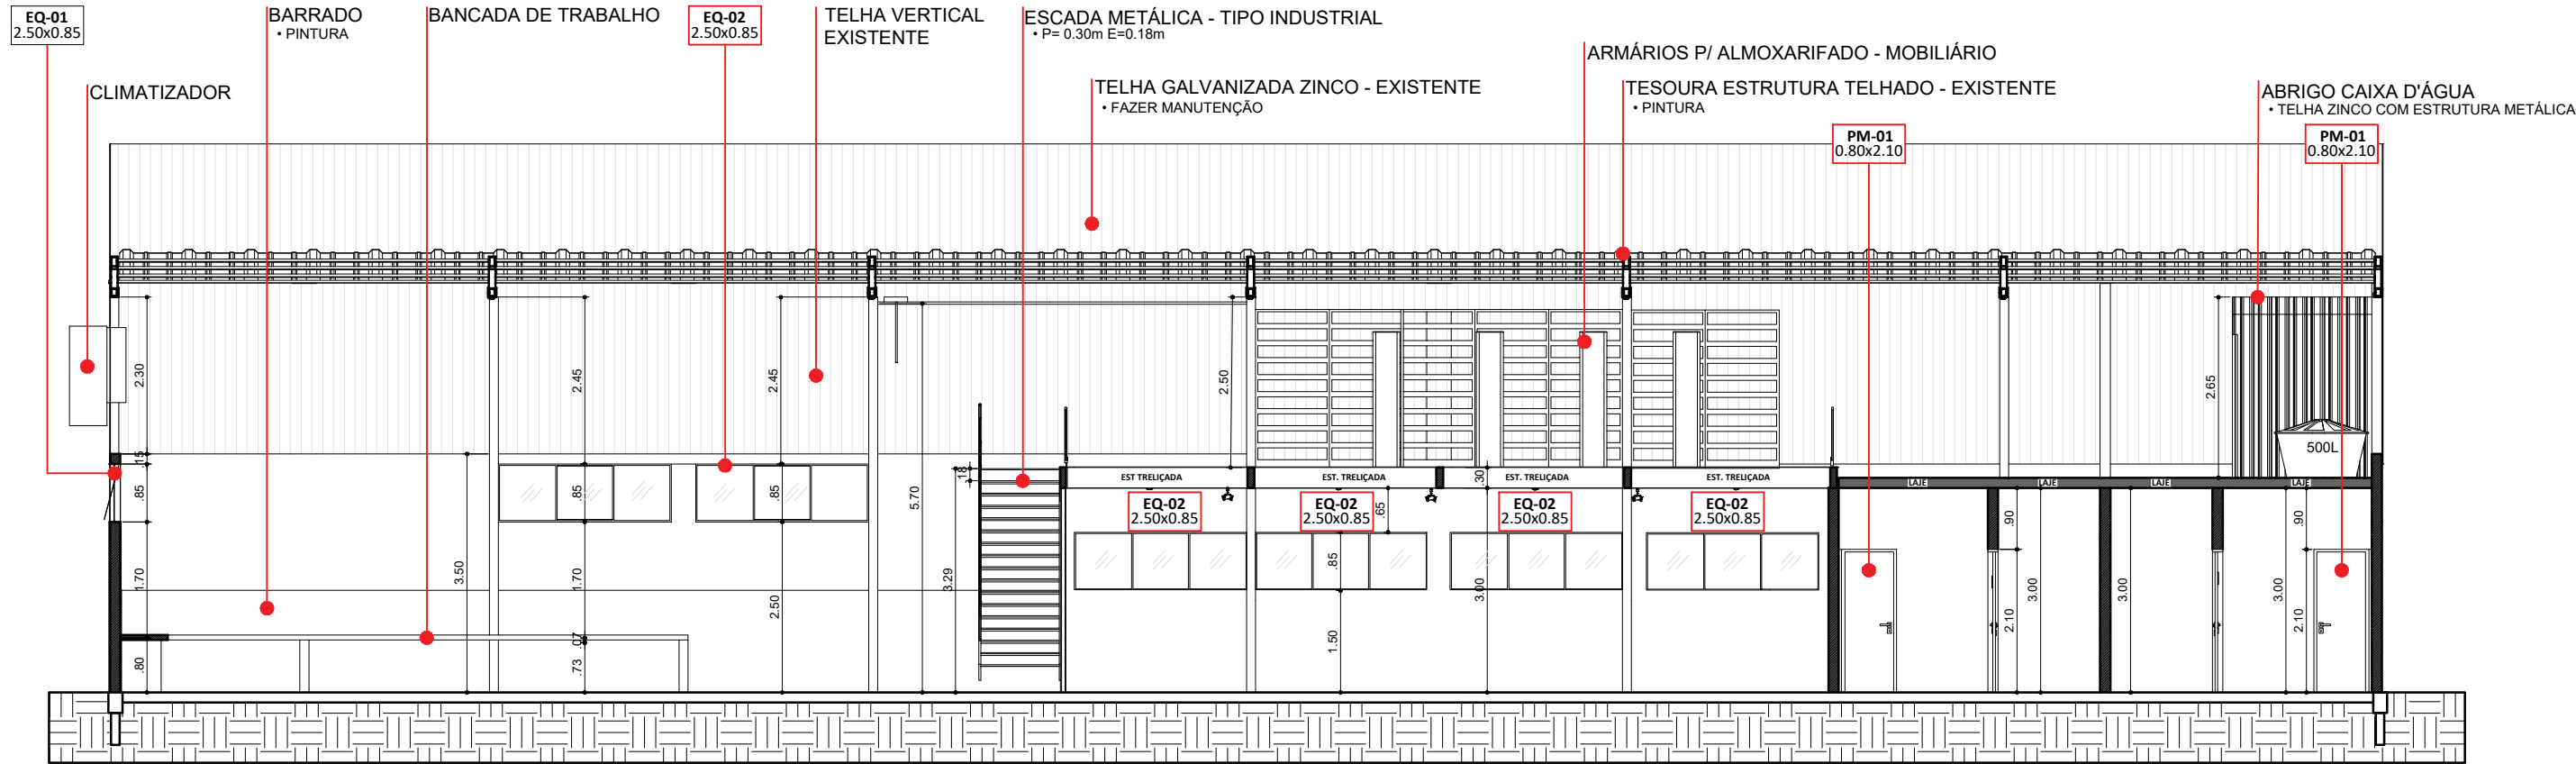 EQ-01
2.50x0.85
BARRADO
• PINTURA
BANCADA DE TRABALHO
EQ-02
2.50x0.85
TELHA VERTICAL
EXISTENTE
ESCADA METÁLICA - TIPO INDUSTRIAL
• P= 0.30m E=0.18m
ARMÁRIOS P/ ALMOXARIFADO - MOBILIÁRIO
CLIMATIZADOR
TELHA GALVANIZADA ZINCO - EXISTENTE
• FAZER MANUTENÇÃO
TESOURA ESTRUTURA TELHADO - EXISTENTE
• PINTURA
ABRIGO CAIXA D'ÁGUA
• TELHA ZINCO COM ESTRUTURA METÁLICA
PM-01
0.80x2.10
PM-01
0.80x2.10
2.30
2.45
2.45
2.50
2.65
.15
.85
.85
.85
.18
5.70
3.50
3.29
1.70
1.70
2.50
.80
.07
.73
500L
EST TRELIÇADA
EST. TRELIÇADA
EST. TRELIÇADA
EST. TRELIÇADA
.30
LAJE
LAJE
LAJE
LAJE
EQ-02
2.50x0.85
EQ-02
2.50x0.85
EQ-02
2.50x0.85
EQ-02
2.50x0.85
.65
.85
1.50
3.00
.90
2.10
3.00
3.00
3.00
.90
2.10